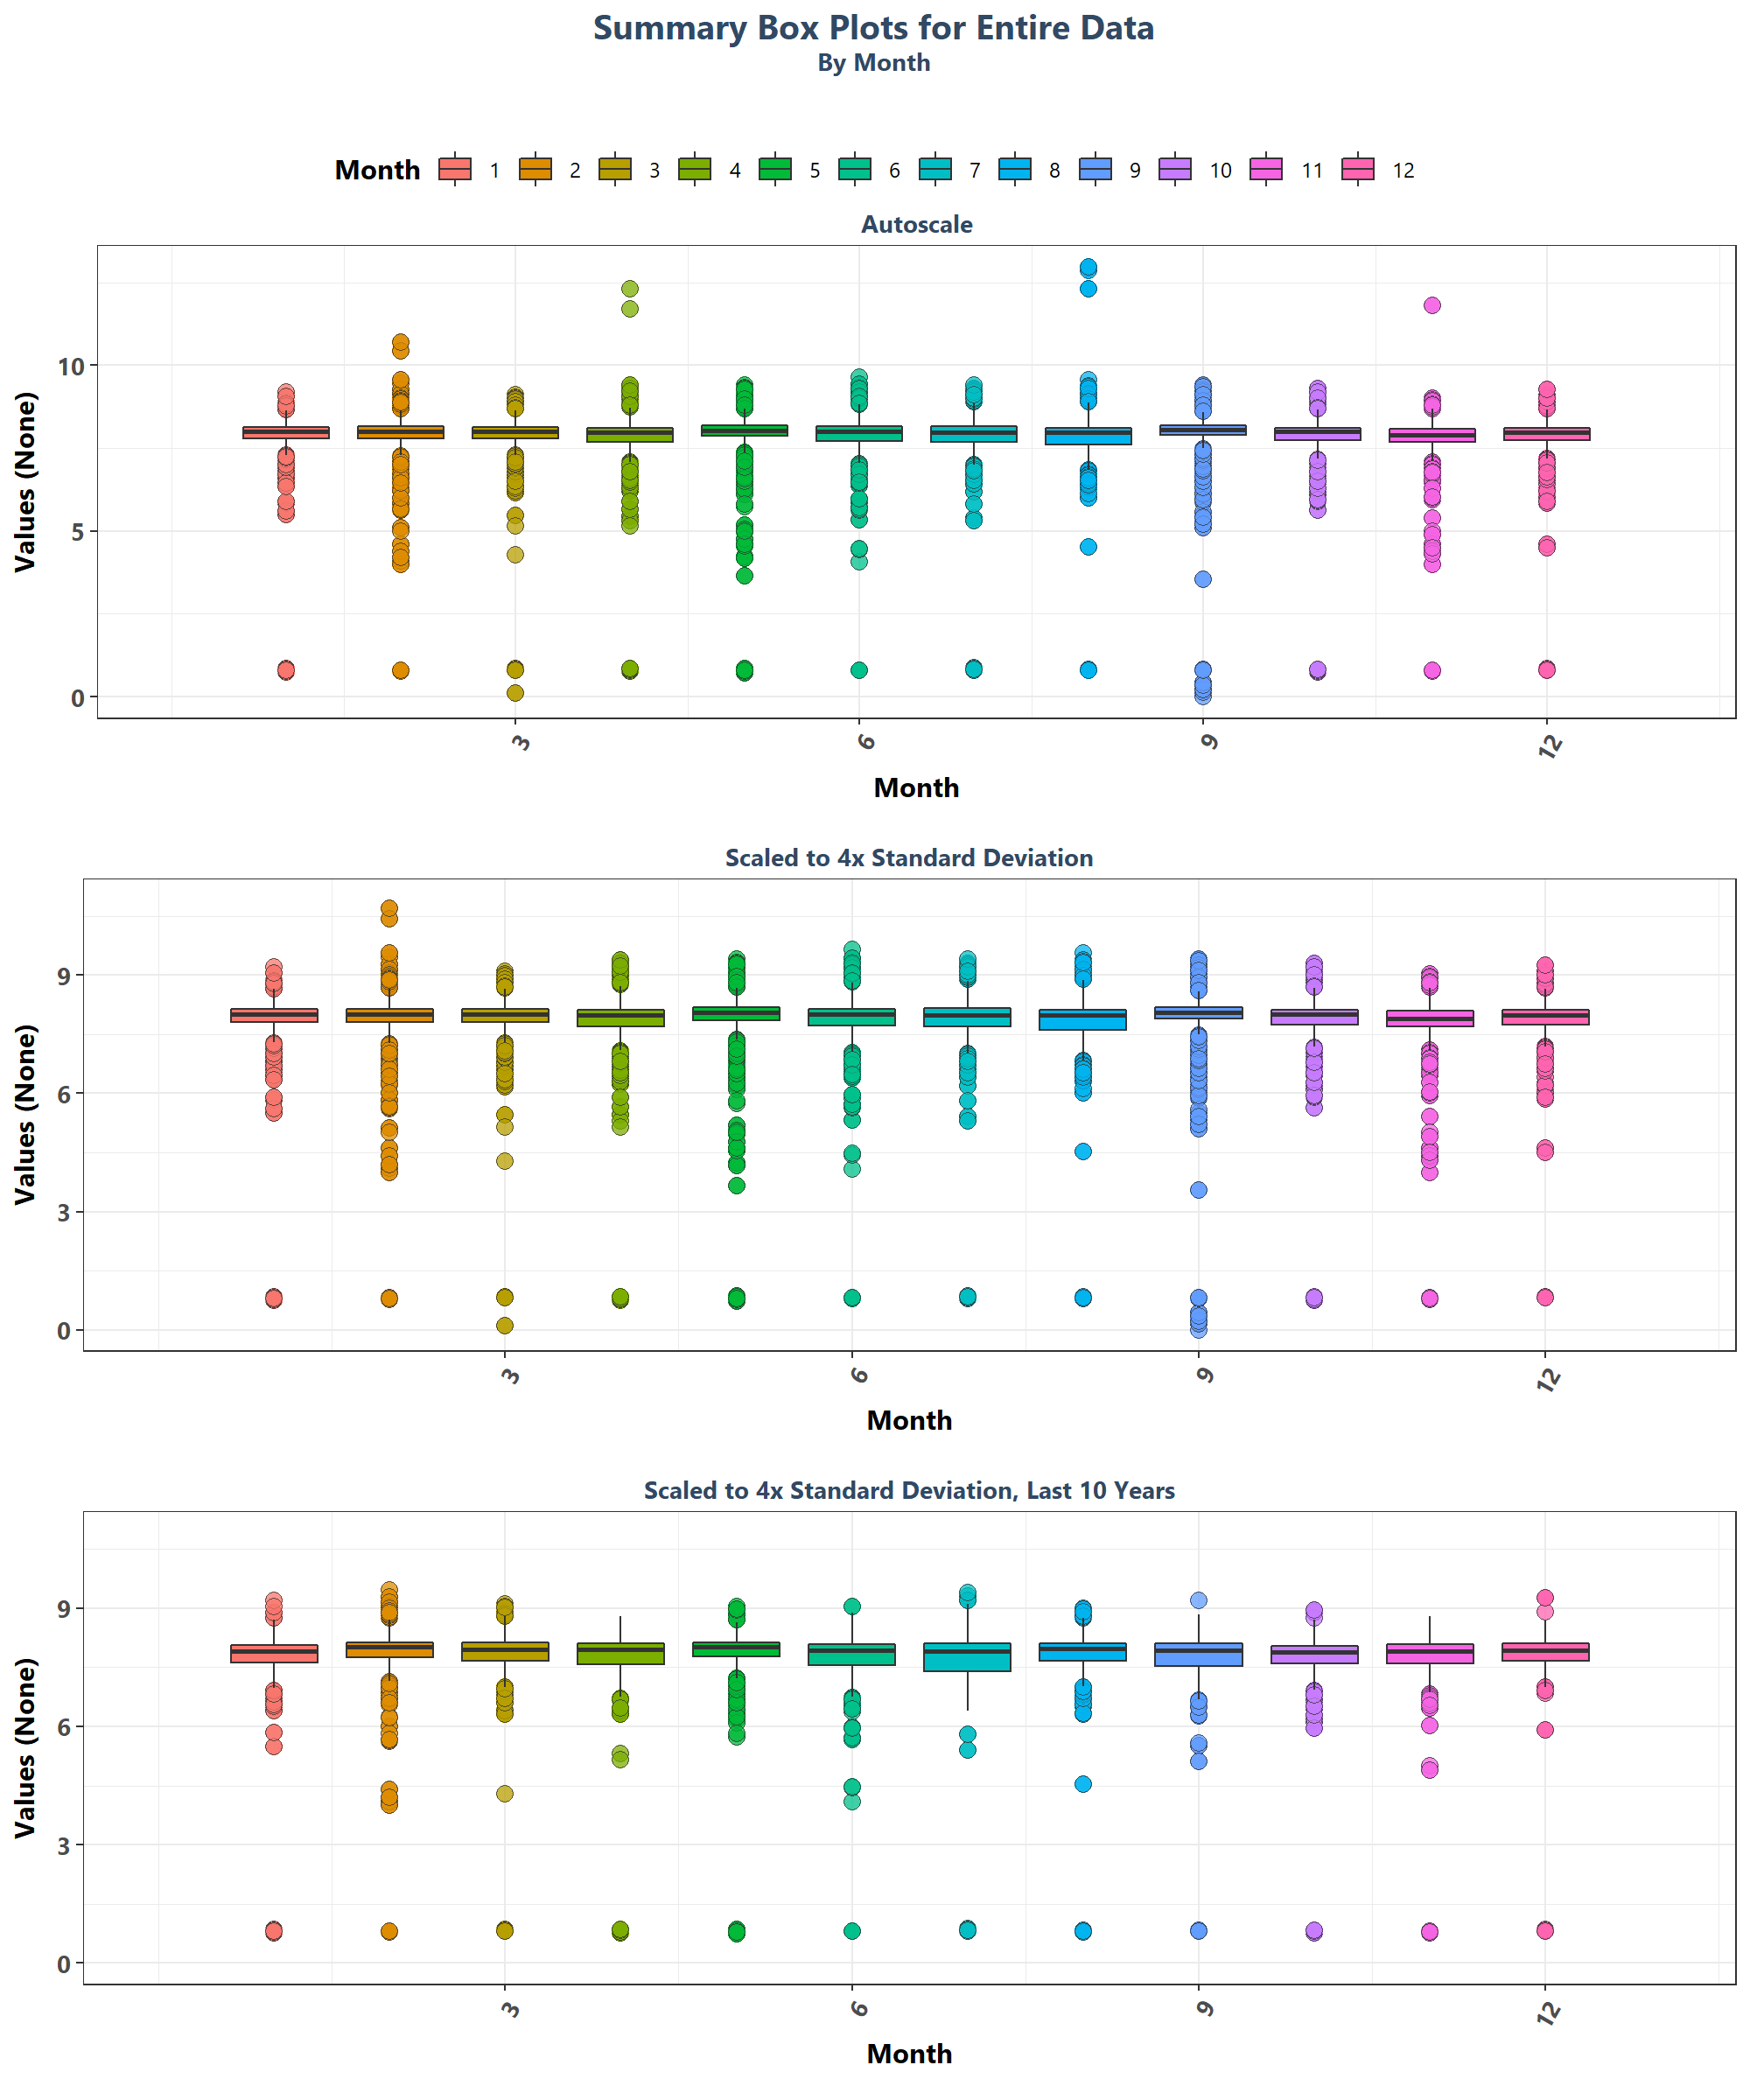 Summary Box Plots for Entire Data
By Month
Month 1 2 3 4 5 6 7 8 9 10 11 12
Autoscale
Values (None)
10
5
0
3 6 9 12
Month
Scaled to 4x Standard Deviation
Values (None)
9
6
3
0
3 6 9 12
Month
Scaled to 4x Standard Deviation, Last 10 Years
Values (None)
9
6
3
0
3 6 9 12
Month